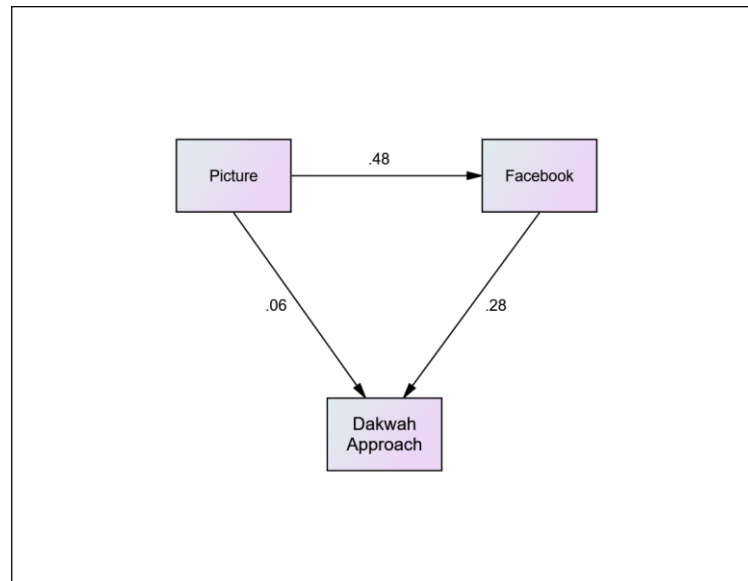 .48
Picture
Facebook
.06
.28
Dakwah
Approach